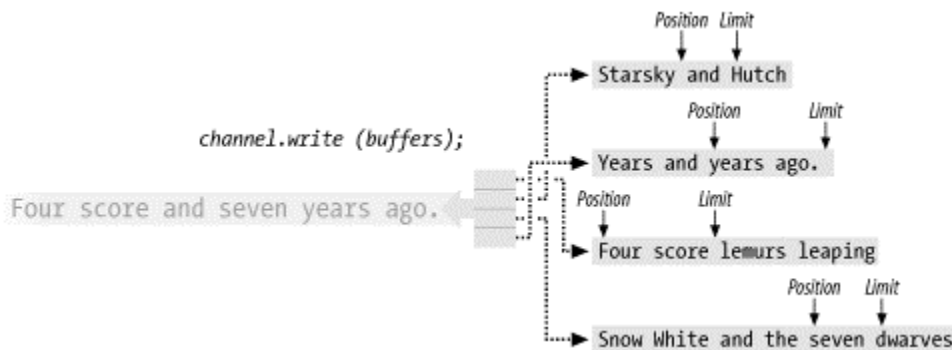 Position Limit
Starsky and Hutch
Position Limit
channel.write (buffers);
Years and years ago.
Four score and seven years ago.
Position Limit
Four score lemurs leaping
Position Limit
Snow White and the seven dwarves